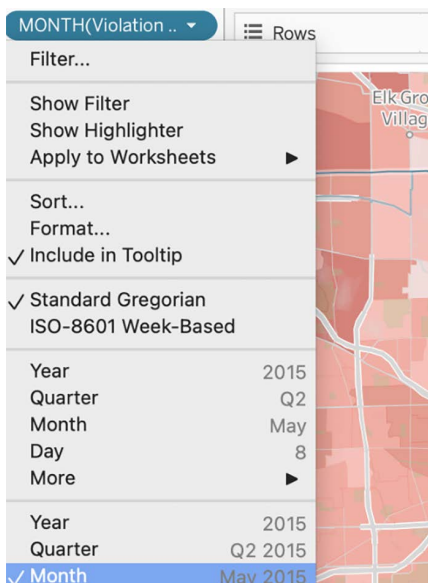 MONTH(Violation ..
Rows
Filter...
Show Filter
Show Highlighter
Apply to Worksheets
Sort...
Format...
Include in Tooltip
Standard Gregorian
ISO-8601 Week-Based
Year 2015
Quarter Q2
Month May
Day 8
More
Year 2015
Quarter Q2 2015
Month May 2015
Elk Gro
Villag